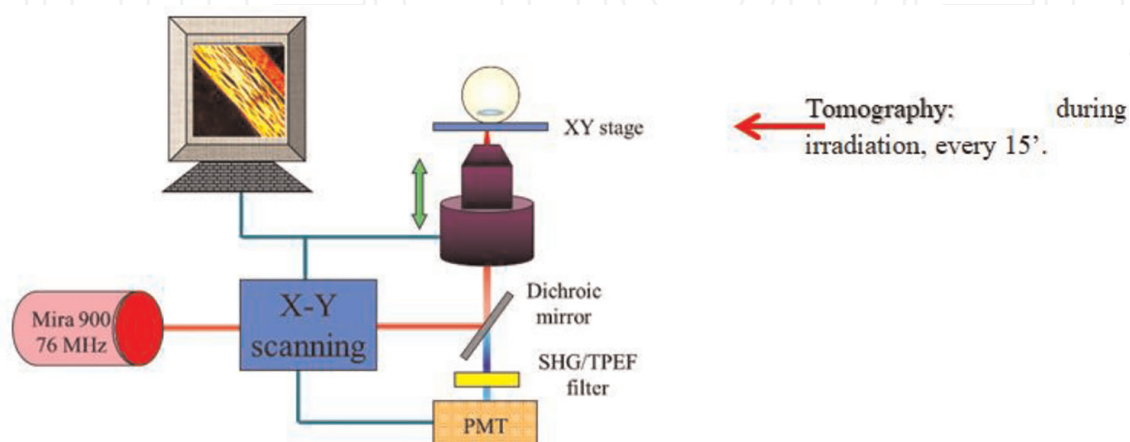 XY stage
Tomography: during
irradiation, every 15’.
Mira 900
76 MHz
X-Y
scanning
Dichroic
mirror
SHG/TPEF
filter
PMT